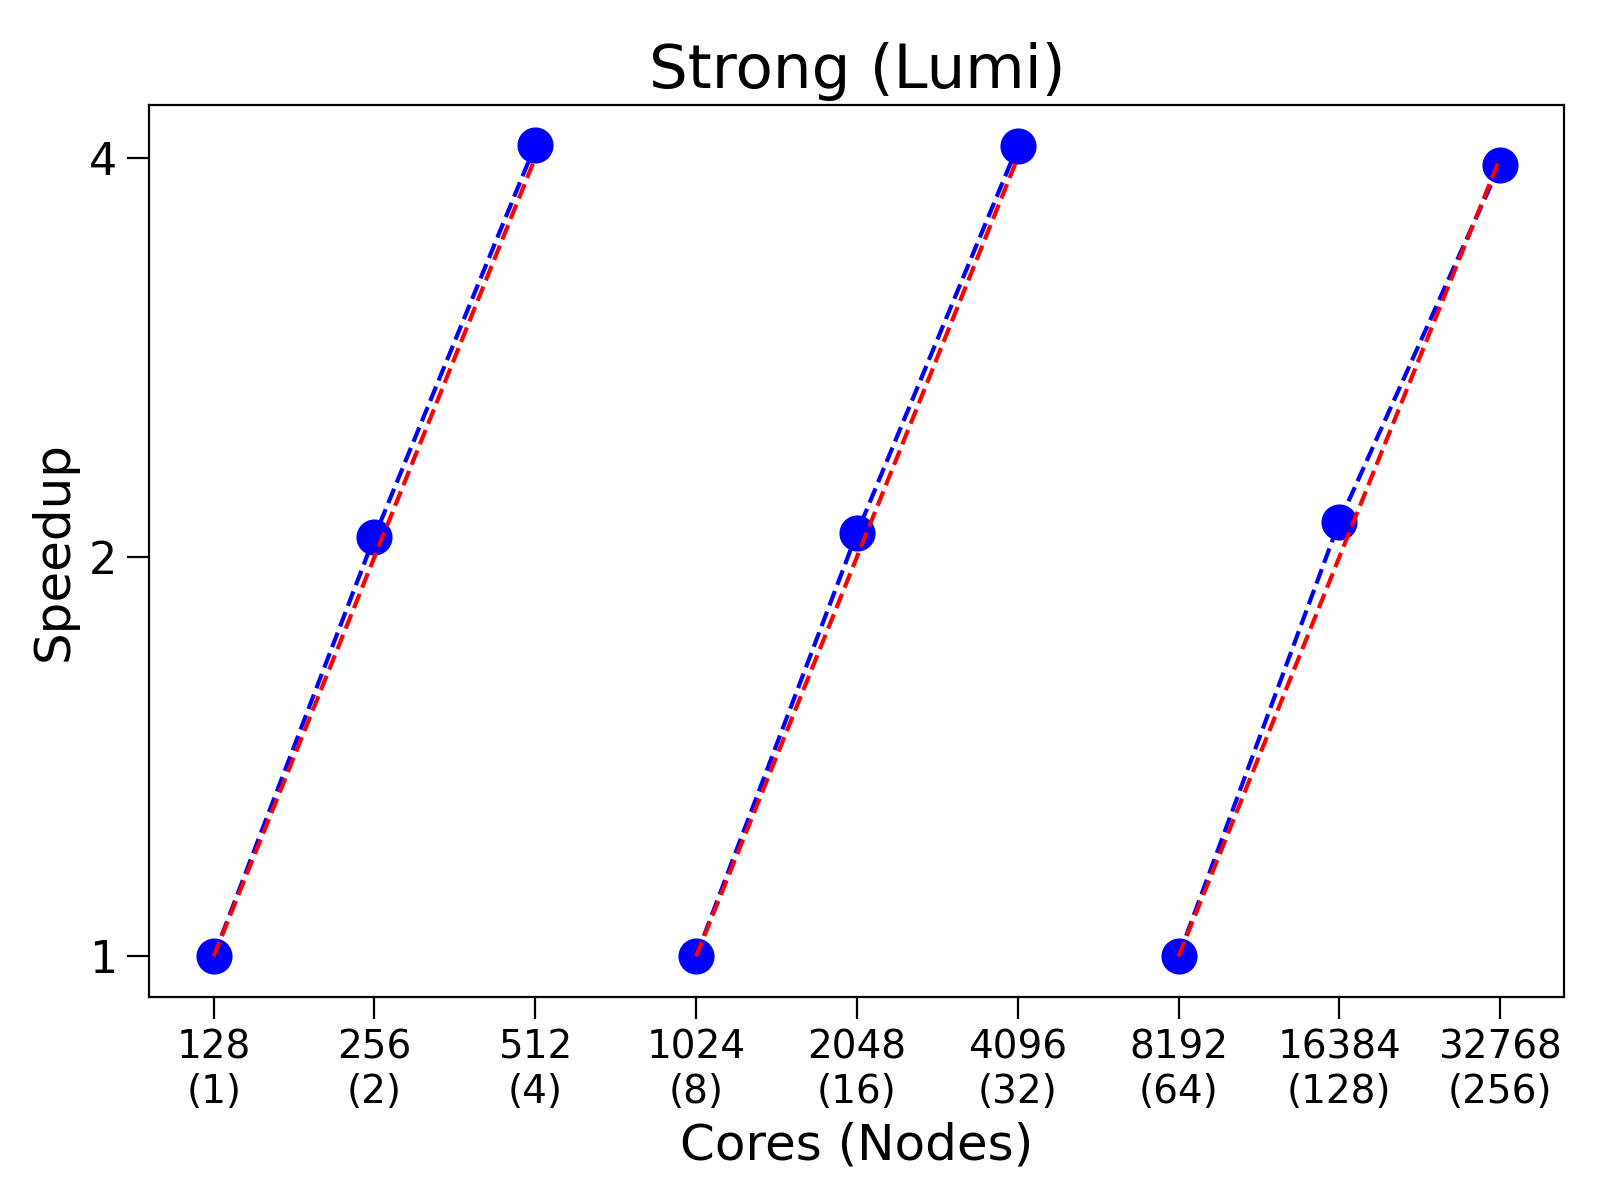 Strong (Lumi)
4
2
1
Speedup
128 256 512 1024 2048 4096 8192 16384 32768
(1) (2) (4) (8) (16) (32) (64) (128) (256)
Cores (Nodes)